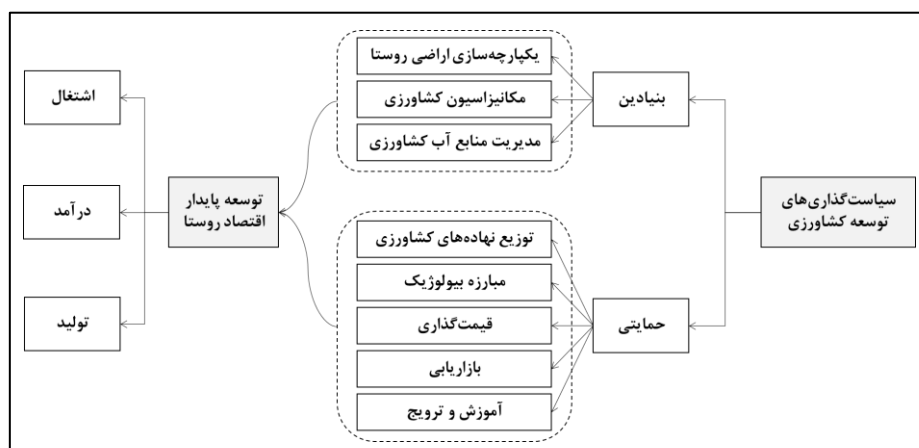 سیاست‌گذاری‌های
توسعه کشاورزی
بنیادین
یکپارچه‌سازی اراضی روستا
مکانیزاسیون کشاورزی
مدیریت منابع آب کشاورزی
حمایتی
توزیع نهاده‌های کشاورزی
مبارزه بیولوژیک
قیمت‌گذاری
بازاریابی
آموزش و ترویج
توسعه پایدار
اقتصاد روستا
اشتغال
درآمد
تولید